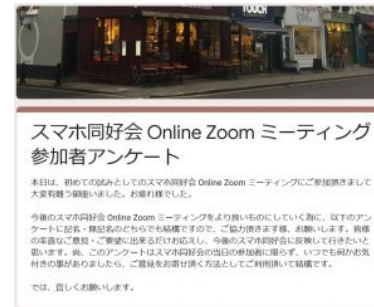 TOUCH
スマホ同好会 Online Zoom ミーティング
参加者アンケート
本日は、初めての試みとしてのスマホ同好会 Online Zoom ミーティングにご参加頂きまして
大変有難う御座いました。お疲れ様でした。
今後のスマホ同好会 Online Zoom ミーティングをより良いものにしていく為に、以下のアン
ケートに記名・無記名のどちらでも結構ですので、ご協力頂きます様、お願いします。皆様
の率直なご意見・ご要望に出来るだけお応えし、今後のスマホ同好会に反映して行きたいと
思います。尚、このアンケートはスマホ同好会の当日の参加者に限らず、いつでも何かお気
付きの事がありましたら、ご意見をお寄せ頂く方法としてご利用頂いて結構です。
では、宜しくお願いします。